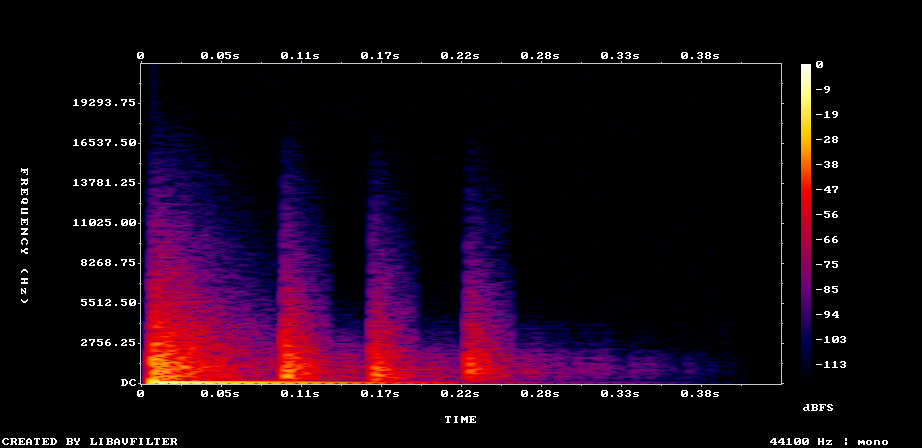 0 0.05s 0.11s 0.17s 0.22s 0.28s 0.33s 0.38s
0
19293.75
-9
-19
16537.50
-28
-38
13781.25
-47
11025.00
-56
-66
8268.75
-75
-85
5512.50
-94
2756.25
-103
-113
DC
FREQUENCY (Hz)
0 0.05s 0.11s 0.17s 0.22s 0.28s 0.33s 0.38s
dBFS
TIME
CREATED BY LIBAVFILTER
44100 Hz | mono